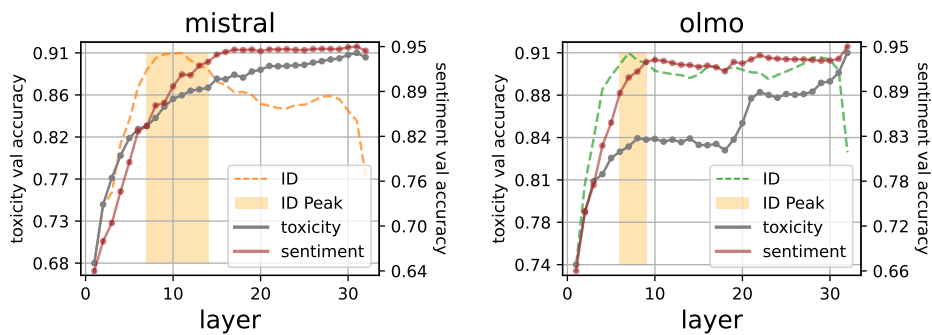 mistral
toxicity val accuracy
0.91
0.86
0.82
0.77
0.73
0.68
0.95
0.89
0.82
0.76
0.70
0.64
sentiment val accuracy
ID
ID Peak
toxicity
sentiment
0 10 20 30
layer
olmo
toxicity val accuracy
0.91
0.88
0.84
0.81
0.78
0.74
0.95
0.89
0.83
0.78
0.72
0.66
sentiment val accuracy
ID
ID Peak
toxicity
sentiment
0 10 20 30
layer